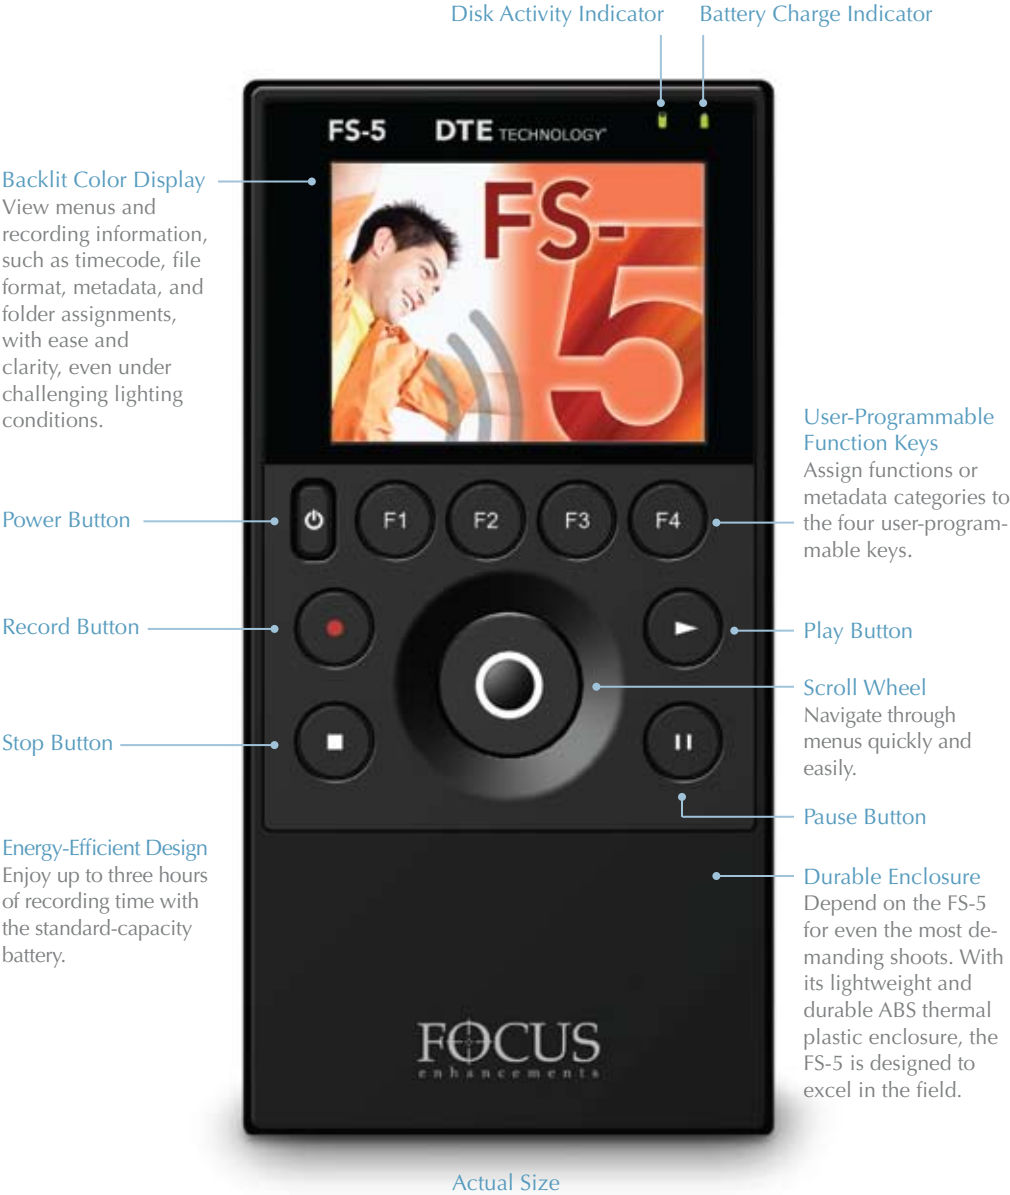 Disk Activity Indicator
Battery Charge Indicator
FS-5
DTE TECHNOLOGY
FS-
5
Backlit Color Display
View menus and
recording information,
such as timecode, file
format, metadata, and
folder assignments,
with ease and
clarity, even under
challenging lighting
conditions.
User-Programmable
Function Keys
Assign functions or
metadata categories to
the four user-program-
mable keys.
Power Button
F1
F2
F3
F4
Record Button
Play Button
Scroll Wheel
Navigate through
menus quickly and
easily.
Stop Button
Pause Button
Energy-Efficient Design
Enjoy up to three hours
of recording time with
the standard-capacity
battery.
Durable Enclosure
Depend on the FS-5
for even the most de-
manding shoots. With
its lightweight and
durable ABS thermal
plastic enclosure, the
FS-5 is designed to
excel in the field.
FOCUS
enhancements
Actual Size